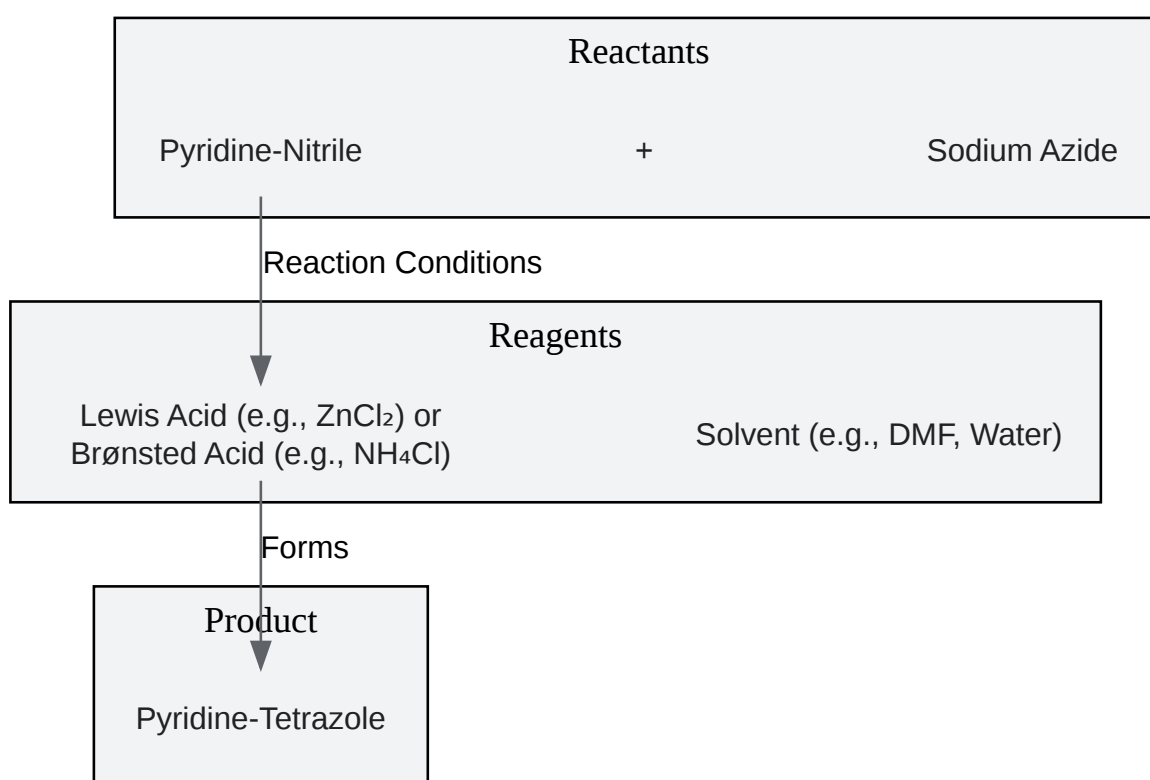 Reactants
Pyridine-Nitrile + Sodium Azide
Reaction Conditions
Reagents
Lewis Acid (e.g., ZnCl₂) or
Brønsted Acid (e.g., NH₄Cl)
Solvent (e.g., DMF, Water)
Forms
Product
Pyridine-Tetrazole